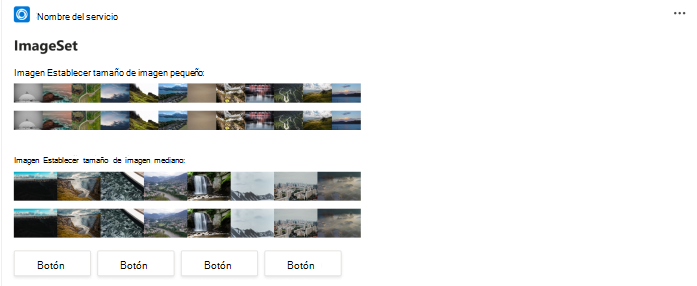 Nombre del servicio
ImageSet
Imagen Establecer tamaño de imagen pequeño:
Imagen Establecer tamaño de imagen mediano:
Botón Botón Botón Botón